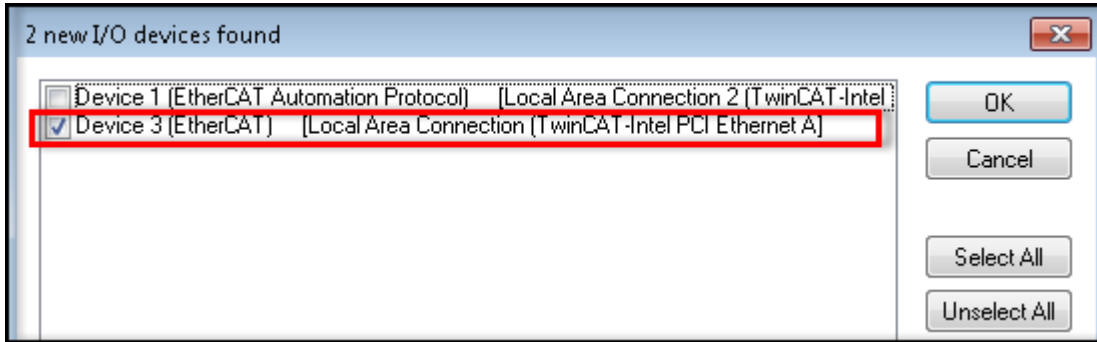 2 new I/O devices found
Device 1 (EtherCAT Automation Protocol) [Local Area Connection 2 (TwinCAT-Intel
OK
Device 3 (EtherCAT) [Local Area Connection (TwinCAT-Intel PCI Ethernet A]
Cancel
Select All
Unselect All